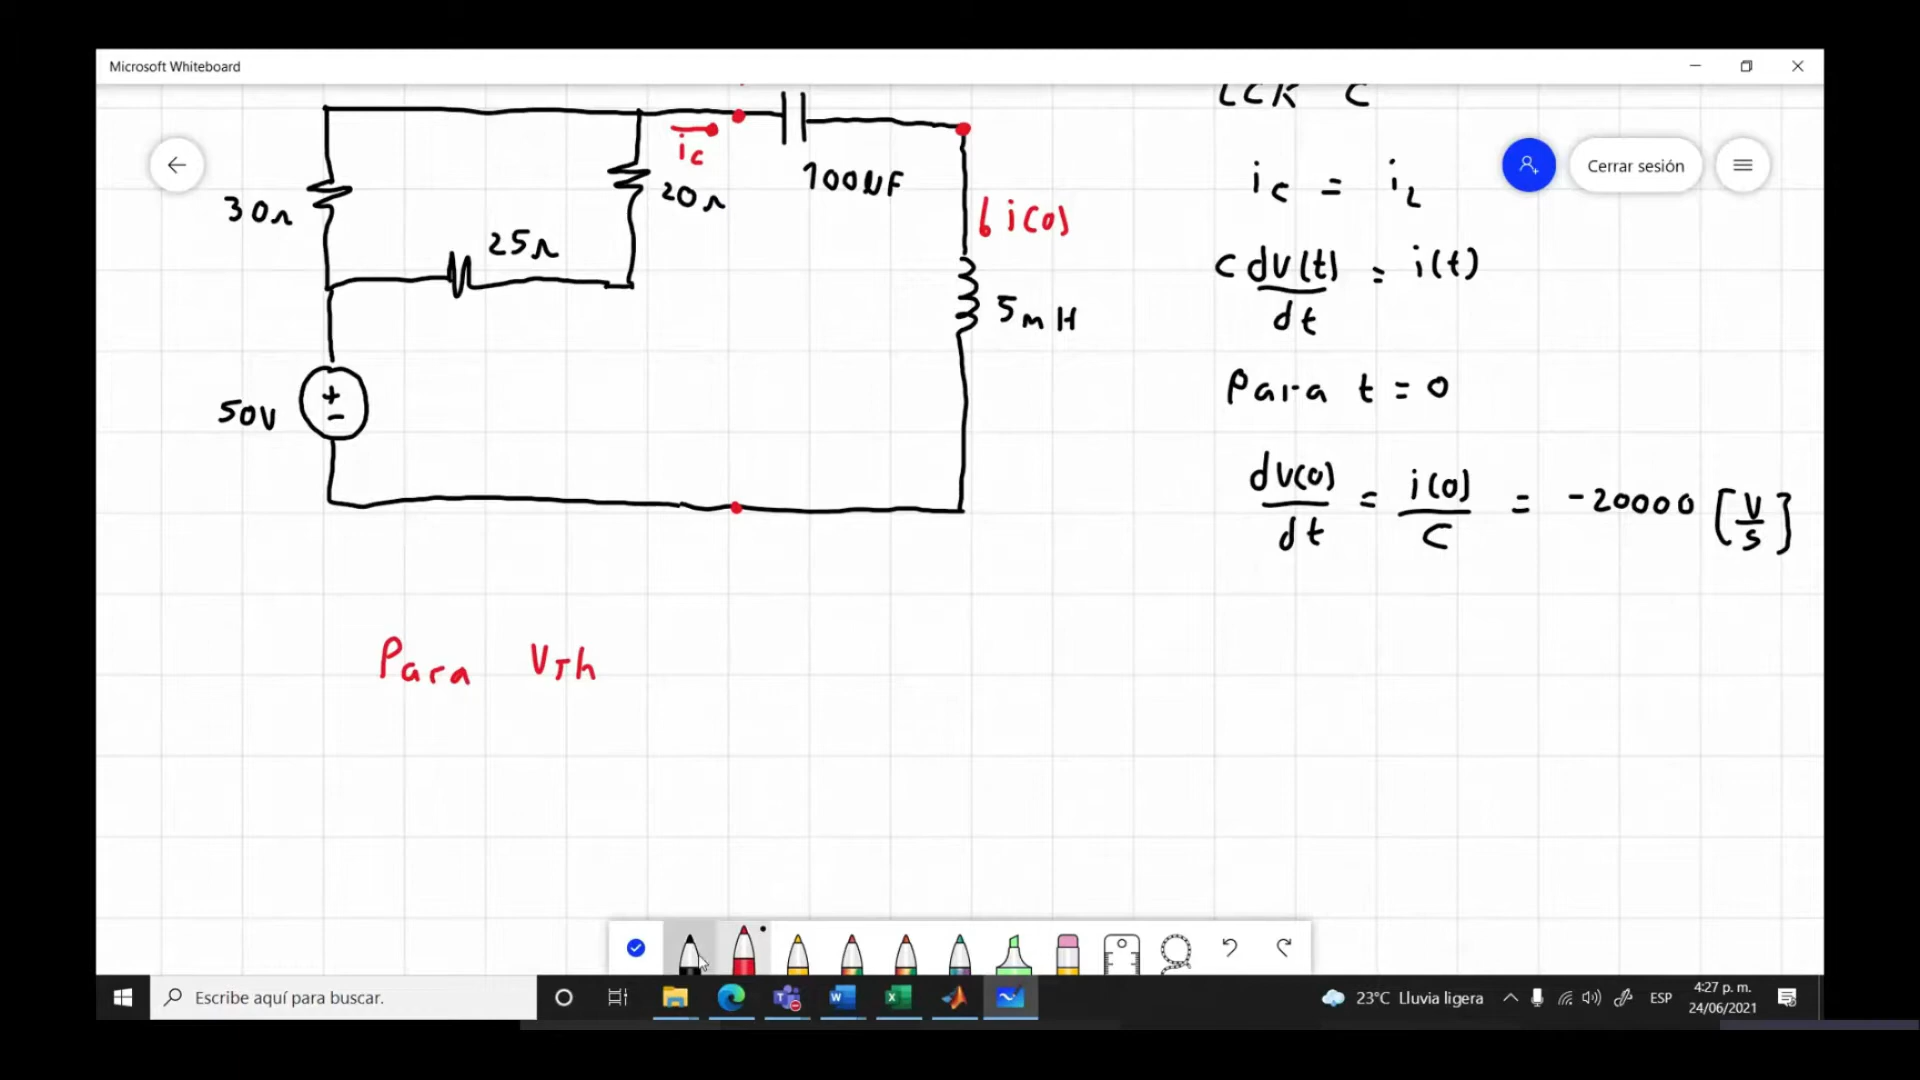 Microsoft Whiteboard
LCK C
ic
30Ω
20Ω
100µF
ic = iL
Cerrar sesión
i(0)
25Ω
C dv(t)/dt = i(t)
5mH
Para t = 0
50V
+
-
dv(0)/dt = i(0)/C = -20000 [V/s]
Para VTh
Escribe aquí para buscar.
23°C Lluvia ligera
ESP
4:27 p. m.
24/06/2021